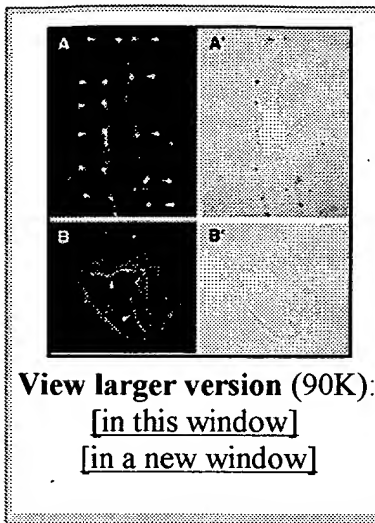 A A'
B B'
View larger version (90K):
[in this window]
[in a new window]